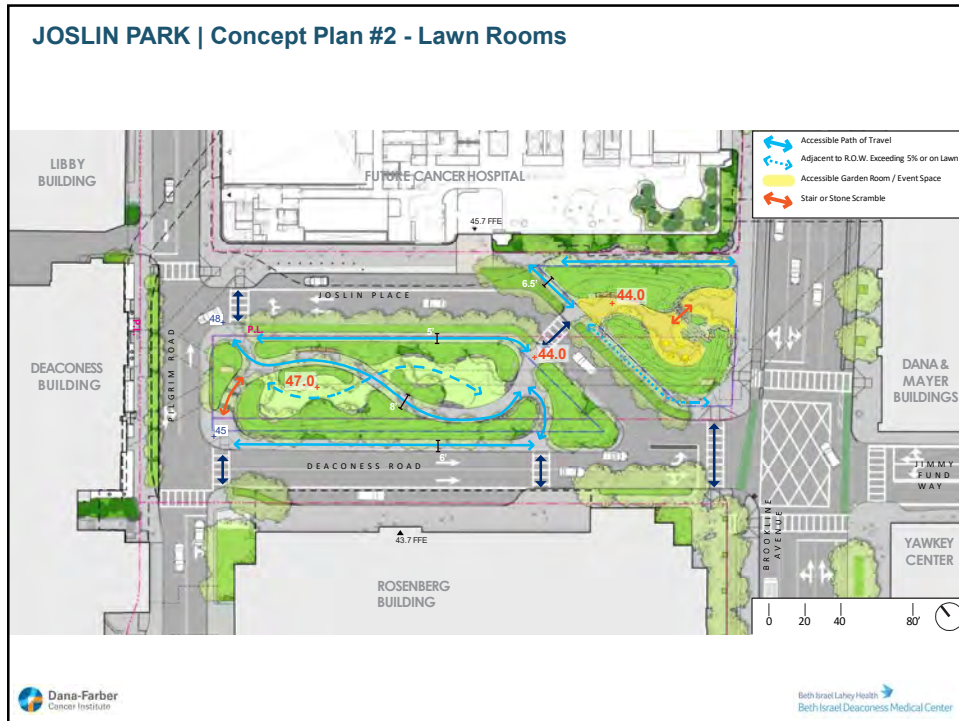 JOSLIN PARK | Concept Plan #2 - Lawn Rooms
LIBBY
BUILDING
FUTURE CANCER HOSPITAL
45.7 FFE
Accessible Path of Travel
Adjacent to R.O.W. Exceeding 5% or on Lawn
Accessible Garden Room / Event Space
Stair or Stone Scramble
6.5'
44.0
JOSLIN PLACE
48
P.L.
5'
44.0
DEACONESS
BUILDING
PILGRIM ROAD
47.0
8'
45
6'
DEACONESS ROAD
DANA &
MAYER
BUILDINGS
JIMMY
FUND
WAY
BROOKLINE
AVENUE
43.7 FFE
ROSENBERG
BUILDING
YAWKEY
CENTER
0 20 40 80'
Dana-Farber
Cancer Institute
Beth Israel Lahey Health
Beth Israel Deaconess Medical Center